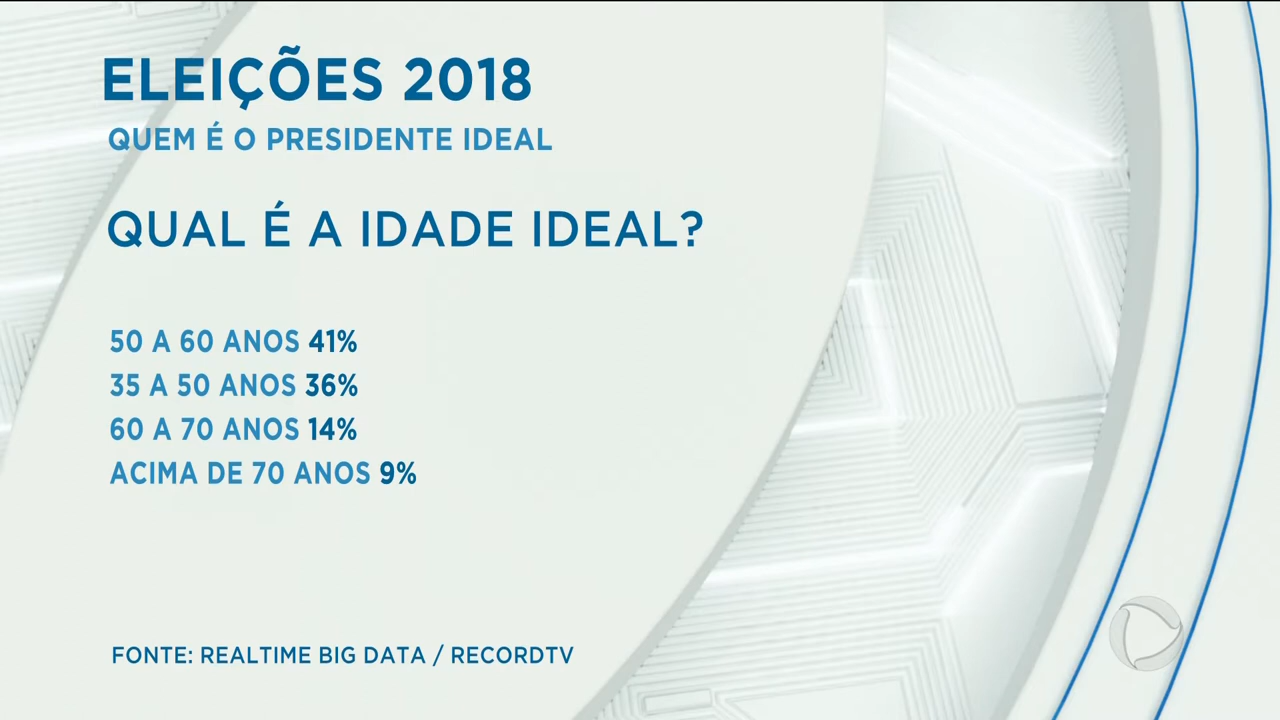 ELEIÇÕES 2018
QUEM É O PRESIDENTE IDEAL
QUAL É A IDADE IDEAL?
50 A 60 ANOS 41%
35 A 50 ANOS 36%
60 A 70 ANOS 14%
ACIMA DE 70 ANOS 9%
FONTE: REALTIME BIG DATA / RECORDTV